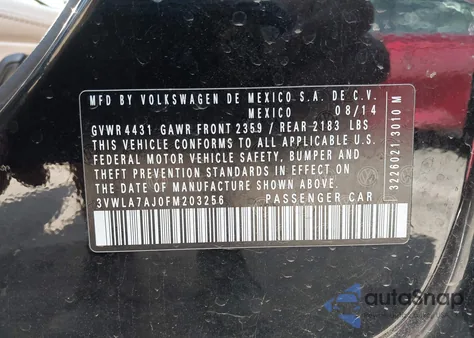 MFD BY VOLKSWAGEN DE MEXICO S.A. DE C.V.
MEXICO 08/14
GVWR 4431 GAWR FRONT 2359 / REAR 2183 LBS
THIS VEHICLE CONFORMS TO ALL APPLICABLE U.S.
FEDERAL MOTOR VEHICLE SAFETY, BUMPER AND
THEFT PREVENTION STANDARDS IN EFFECT ON
THE DATE OF MANUFACTURE SHOWN ABOVE.
3VWLA7AJ0FM203256 PASSENGER CAR
3226021-3010 M
autoSnap